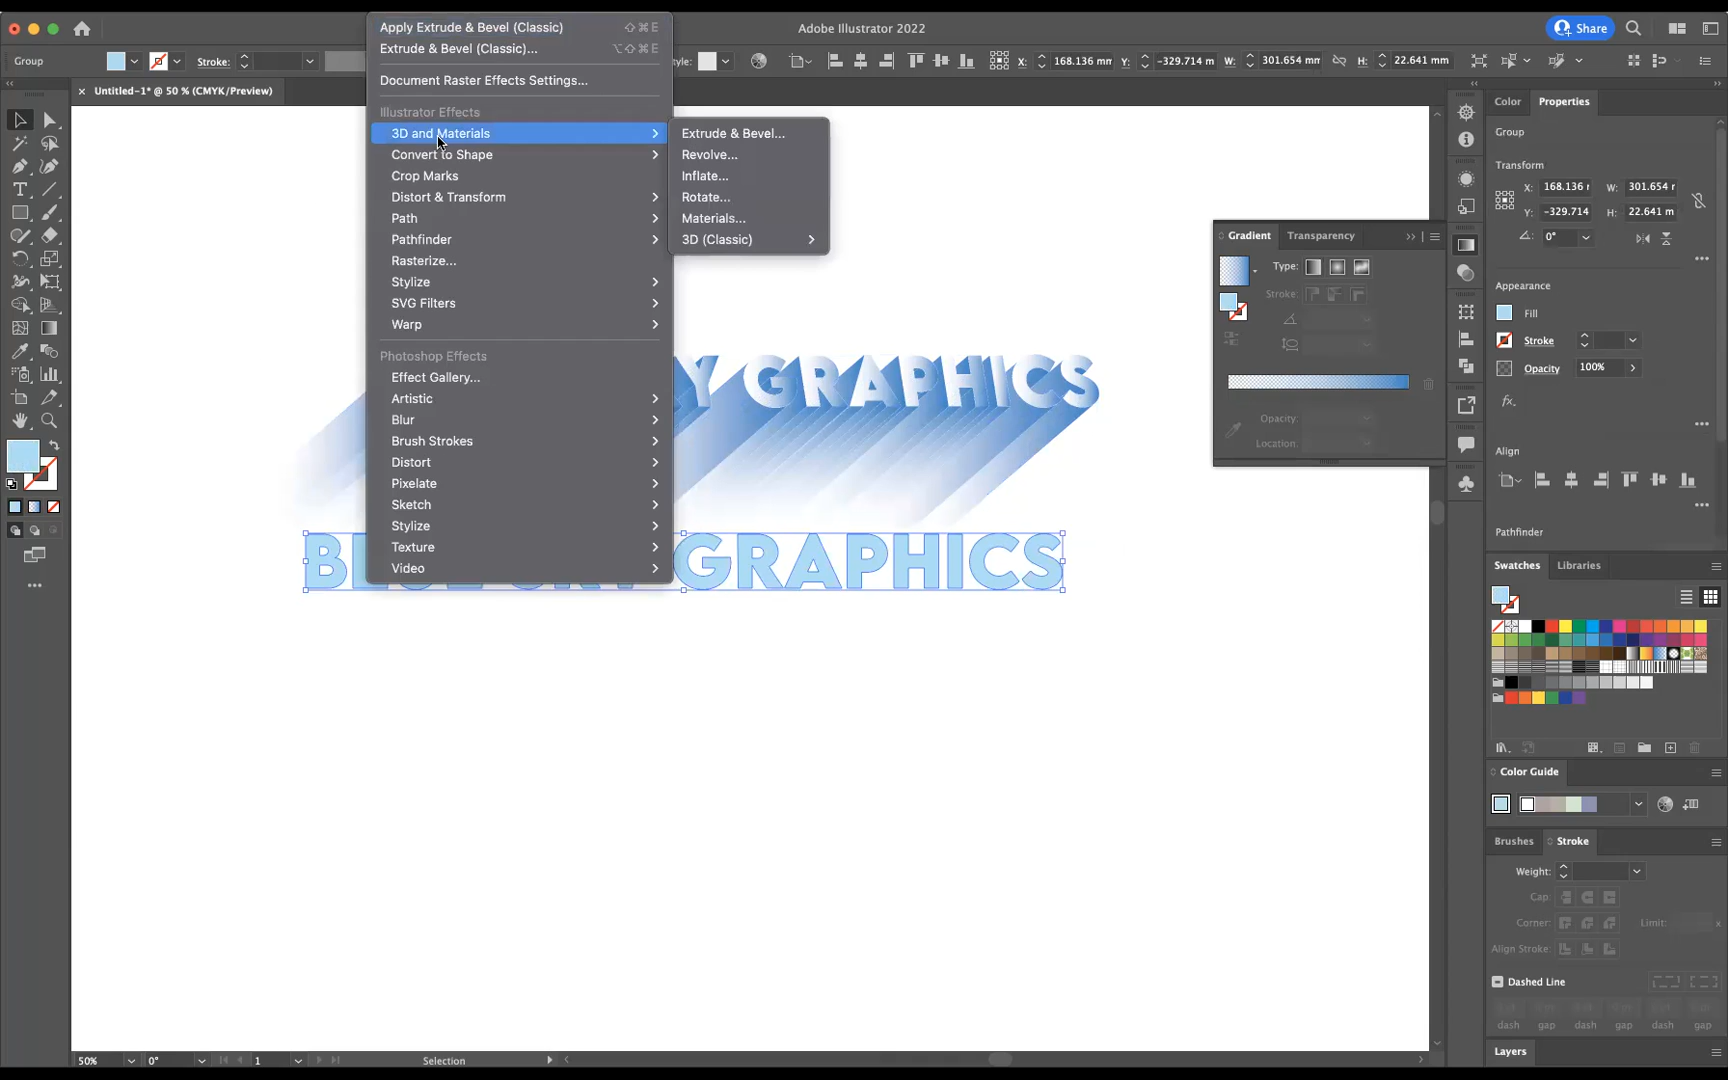 Apply Extrude & Bevel (Classic) ⇧⌘E
Adobe Illustrator 2022
Share
Extrude & Bevel (Classic)... ⌥⇧⌘E
Group
Stroke:
Style:
X: 168.136 mm
Y: -329.714 m
W: 301.654 mm
H: 22.641 mm
Document Raster Effects Settings...
× Untitled-1* @ 50 % (CMYK/Preview)
Illustrator Effects
3D and Materials
Convert to Shape
Crop Marks
Distort & Transform
Path
Pathfinder
Rasterize...
Stylize
SVG Filters
Warp
Photoshop Effects
Effect Gallery...
Artistic
Blur
Brush Strokes
Distort
Pixelate
Sketch
Stylize
Texture
Video
Extrude & Bevel...
Revolve...
Inflate...
Rotate...
Materials...
3D (Classic)
GRAPHICS
GRAPHICS
Gradient
Transparency
Type:
Stroke:
Opacity:
Location:
Color
Properties
Group
Transform
X: 168.136 r
W: 301.654 r
Y: -329.714
H: 22.641 m
0°
Appearance
Fill
Stroke
Opacity 100%
fx.
Align
Pathfinder
Swatches
Libraries
Color Guide
Brushes
Stroke
Weight:
Cap:
Corner:
Limit:
x
Align Stroke:
Dashed Line
dash gap dash gap dash gap
Layers
50%
0°
1
Selection